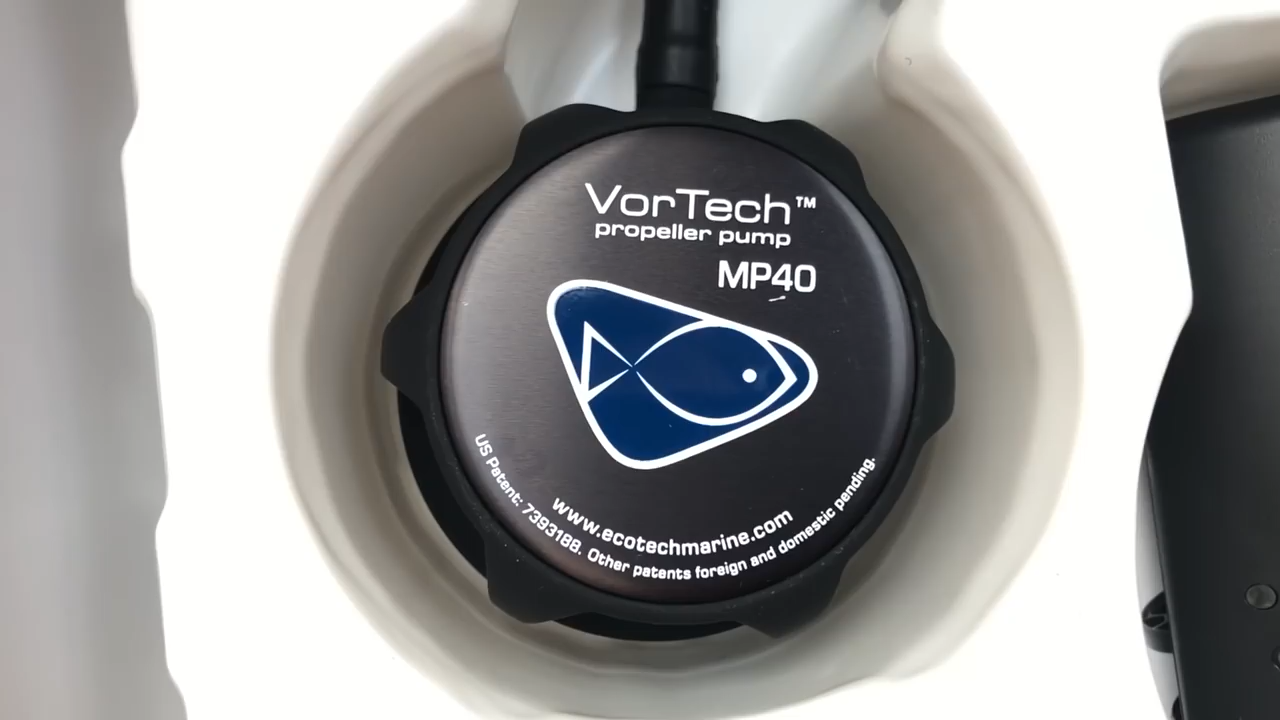 VorTech™
propeller pump
MP40
www.ecotechmarine.com
US Patent: 7393188. Other patents foreign and domestic pending.